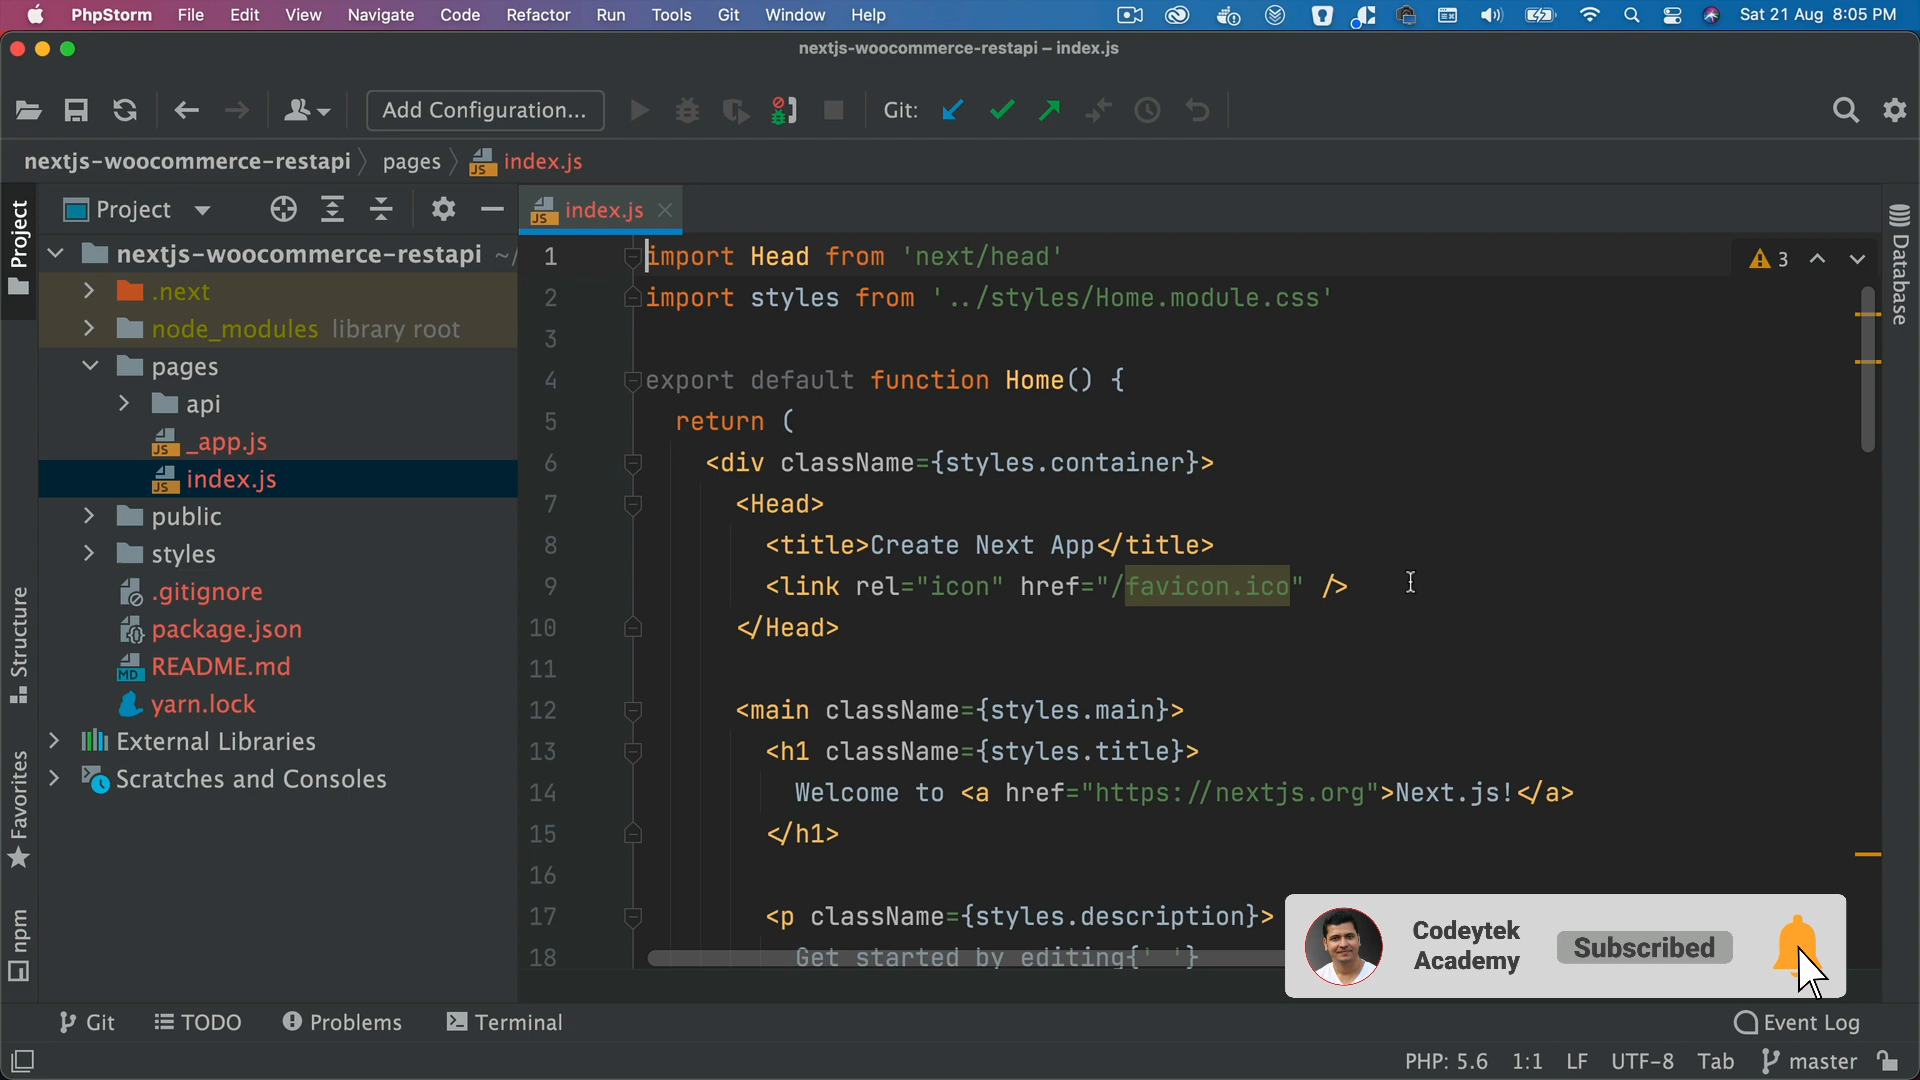 PhpStorm File Edit View Navigate Code Refactor Run Tools Git Window Help Sat 21 Aug 8:05 PM
nextjs-woocommerce-restapi – index.js
Add Configuration... Git:
nextjs-woocommerce-restapi pages index.js
Project
Project
index.js
Database
nextjs-woocommerce-restapi ~/
.next
node_modules library root
pages
api
_app.js
index.js
public
styles
.gitignore
package.json
README.md
yarn.lock
External Libraries
Scratches and Consoles
Structure
Favorites
npm
3
1 import Head from 'next/head'
2 import styles from '../styles/Home.module.css'
3
4 export default function Home() {
5 return (
6 <div className={styles.container}>
7 <Head>
8 <title>Create Next App</title>
9 <link rel="icon" href="/favicon.ico" />
10 </Head>
11
12 <main className={styles.main}>
13 <h1 className={styles.title}>
14 Welcome to <a href="https://nextjs.org">Next.js!</a>
15 </h1>
16
17 <p className={styles.description}>
18 Get started by editing{' '}
Codeytek
Academy
Subscribed
Git TODO Problems Terminal Event Log
PHP: 5.6 1:1 LF UTF-8 Tab master